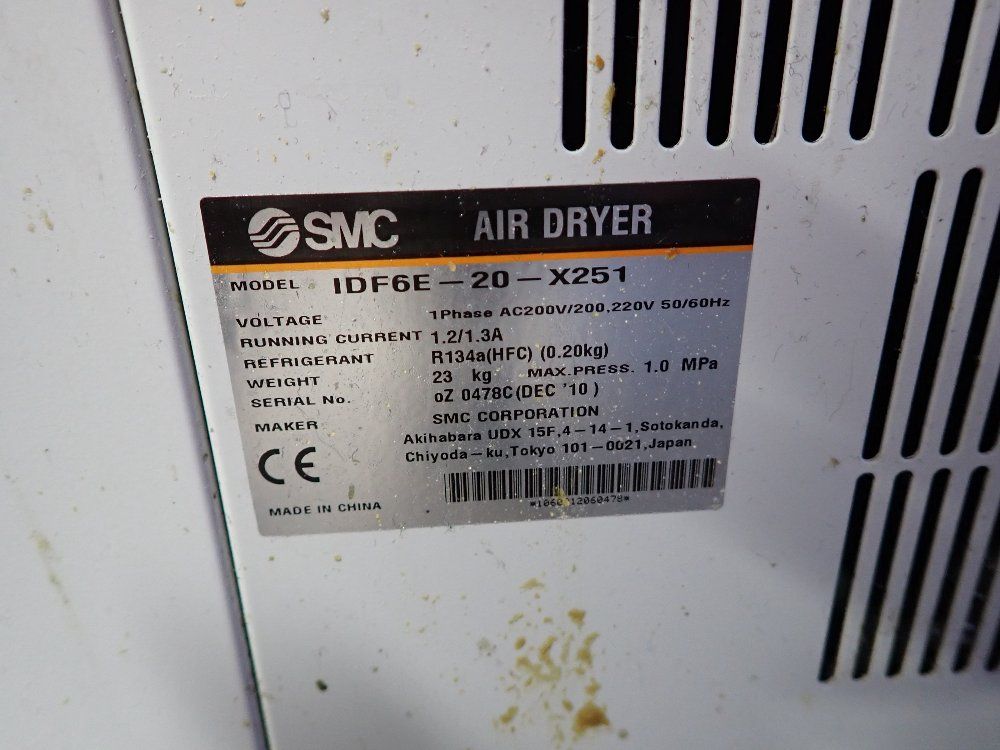 SMC AIR DRYER
MODEL IDF6E-20-X251
VOLTAGE 1Phase AC200V/200,220V 50/60Hz
RUNNING CURRENT 1.2/1.3A
REFRIGERANT R134a(HFC) (0.20kg)
WEIGHT 23 kg MAX.PRESS. 1.0 MPa
SERIAL No. oZ 0478C(DEC '10)
MAKER SMC CORPORATION
Akihabara UDX 15F,4-14-1,Sotokanda,
Chiyoda-ku,Tokyo 101-0021,Japan
CE
MADE IN CHINA